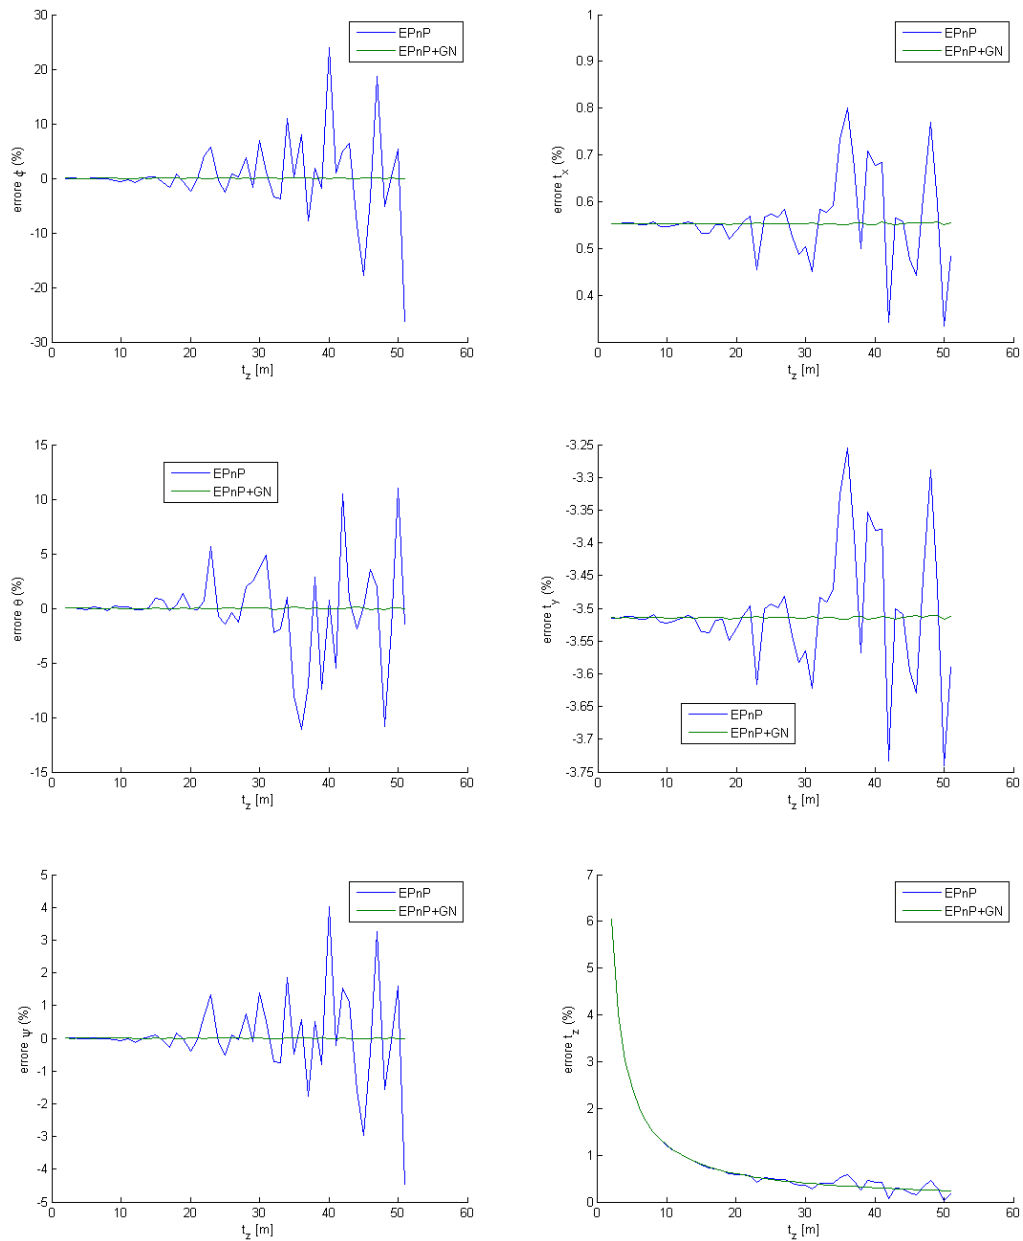 30
20
10
0
-10
-20
-30
0 10 20 30 40 50 60
errore ϕ (%)
t_z [m]
EPnP
EPnP+GN
1
0.9
0.8
0.7
0.6
0.5
0.4
0 10 20 30 40 50 60
errore t_x (%)
t_z [m]
EPnP
EPnP+GN
15
10
5
0
-5
-10
-15
0 10 20 30 40 50 60
errore θ (%)
t_z [m]
EPnP
EPnP+GN
-3.25
-3.3
-3.35
-3.4
-3.45
-3.5
-3.55
-3.6
-3.65
-3.7
-3.75
0 10 20 30 40 50 60
errore t_y (%)
t_z [m]
EPnP
EPnP+GN
5
4
3
2
1
0
-1
-2
-3
-4
-5
0 10 20 30 40 50 60
errore ψ (%)
t_z [m]
EPnP
EPnP+GN
7
6
5
4
3
2
1
0
0 10 20 30 40 50 60
errore t_z (%)
t_z [m]
EPnP
EPnP+GN